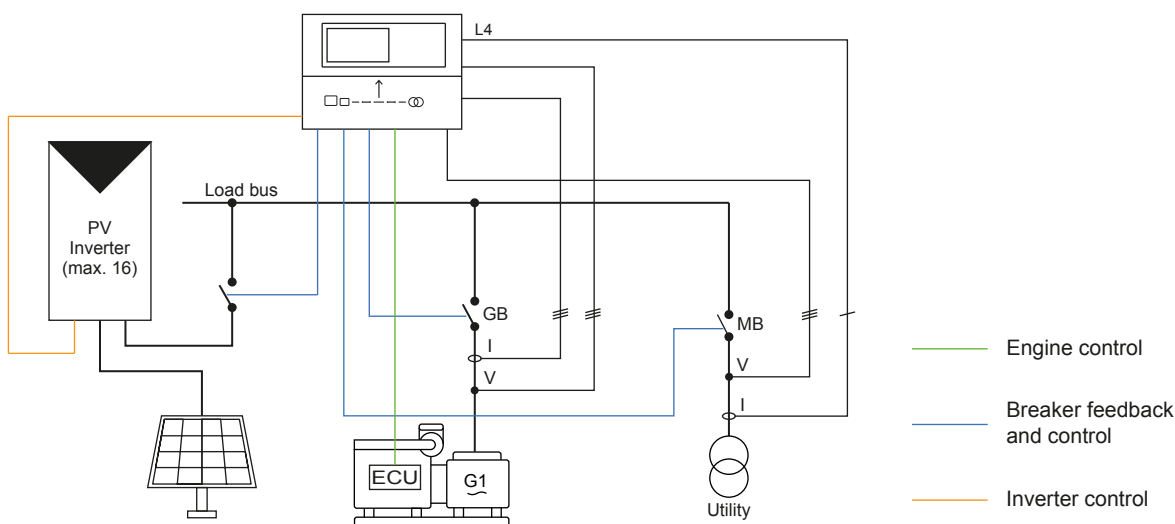 L4
Load bus
PV
Inverter
(max. 16)
GB
I
V
MB
V
I
ECU
G1
Utility
Engine control
Breaker feedback
and control
Inverter control